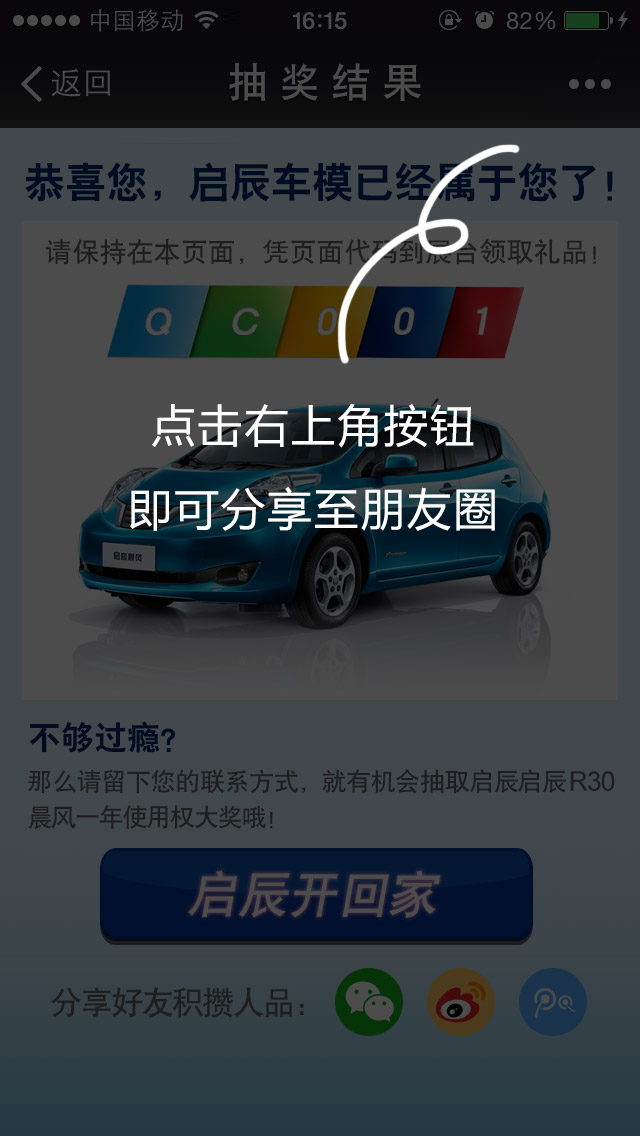 中国移动 16:15 82%
返回 抽奖结果
恭喜您，启辰车模已经属于您了！
请保持在本页面，凭页面代码到展台领取礼品！
Q C 0 0 1
点击右上角按钮
即可分享至朋友圈
启辰晨风
不够过瘾？
那么请留下您的联系方式，就有机会抽取启辰启辰R30
晨风一年使用权大奖哦！
启辰开回家
分享好友积攒人品：